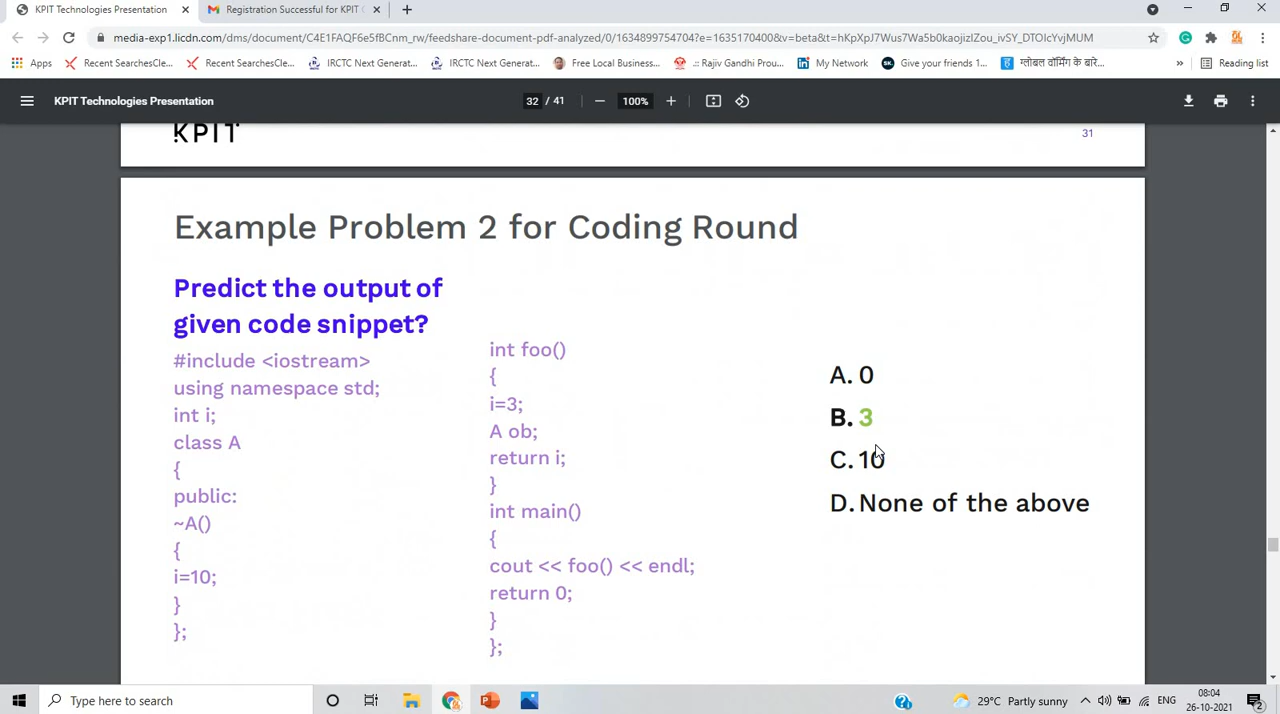 KPIT Technologies Presentation
Registration Successful for KPIT
media-exp1.licdn.com/dms/document/C4E1FAQF6e5fBCnm_rw/feedshare-document-pdf-analyzed/0/1634899754704?e=1635170400&v=beta&t=hKpXpJ7Wus7Wa5b0kaojizIZou_ivSY_DTOIcYvjMUM
Apps
Recent SearchesCle...
Recent SearchesCle...
IRCTC Next Generat...
IRCTC Next Generat...
Free Local Business...
.:: Rajiv Gandhi Prou...
My Network
Give your friends 1...
ग्लोबल वॉर्मिंग के बारे...
»
Reading list
KPIT Technologies Presentation
32 / 41
100%
KPIT
31
Example Problem 2 for Coding Round
Predict the output of
given code snippet?
#include <iostream>
using namespace std;
int i;
class A
{
public:
~A()
{
i=10;
}
};
int foo()
{
i=3;
A ob;
return i;
}
int main()
{
cout << foo() << endl;
return 0;
}
};
A. 0
B. 3
C. 10
D. None of the above
Type here to search
29°C Partly sunny
ENG
08:04
26-10-2021
2